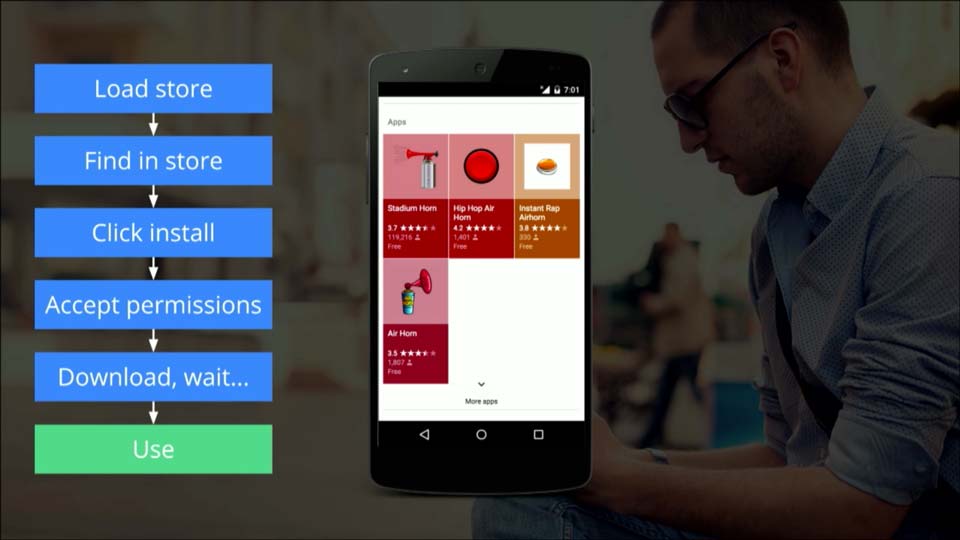 Load store
Find in store
Click install
Accept permissions
Download, wait...
Use
7:01
Apps
Stadium Horn
3.7
119,216
Free
Hip Hop Air
Horn
4.2
1,401
Free
Instant Rap
Airhorn
3.8
330
Free
Air Horn
3.5
1,807
Free
More apps